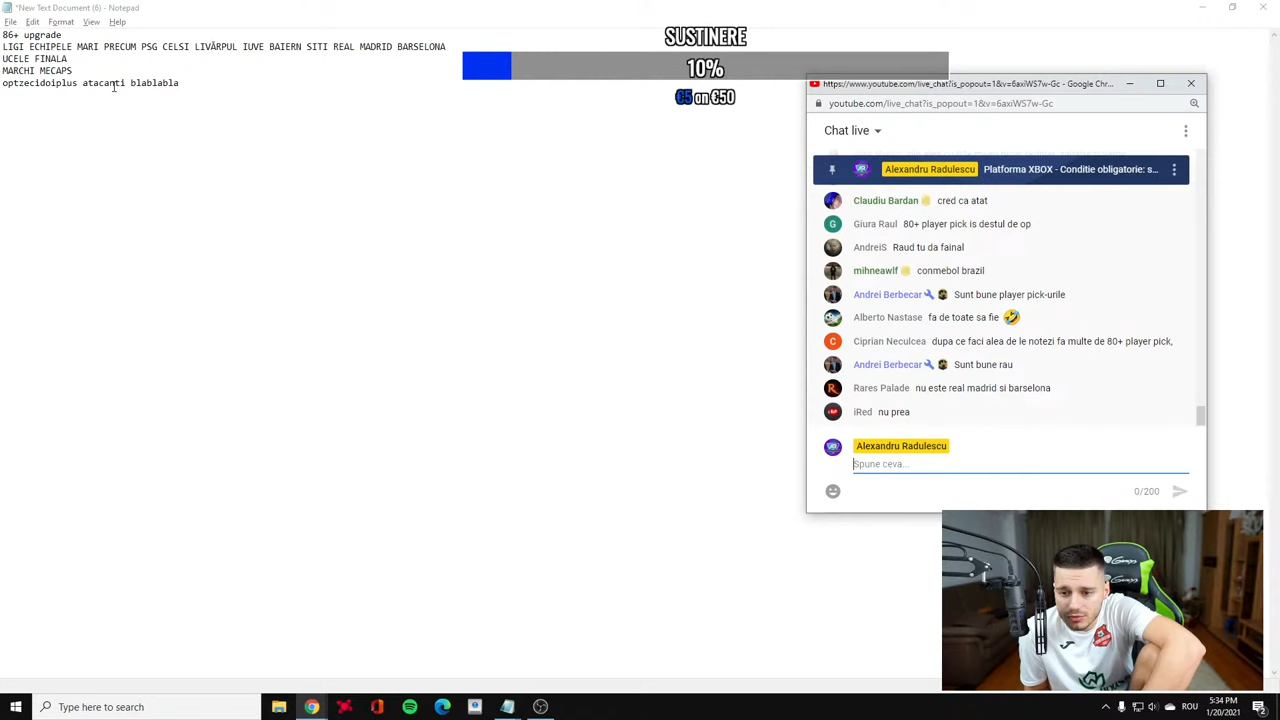 *New Text Document (6) - Notepad
File Edit Format View Help
86+ upgrade
LIGI ECHIPELE MARI PRECUM PSG CELSI LIVĂRPUL IUVE BAIERN SITI REAL MADRID BARSELONA
UCELE FINALA
MARCHI MECAPS
optzecidoiplus atacanti blablabla
SUSTINERE
10%
€5 on €50
https://www.youtube.com/live_chat?is_popout=1&v=6axiWS7w-Gc - Google Chr...
youtube.com/live_chat?is_popout=1&v=6axiWS7w-Gc
Chat live
Alexandru Radulescu Platforma XBOX - Conditie obligatorie: s...
Claudiu Bardan cred ca atat
G Giura Raul 80+ player pick is destul de op
AndreiS Raud tu da fainal
mihneawlf conmebol brazil
Andrei Berbecar Sunt bune player pick-urile
Alberto Nastase fa de toate sa fie 🤣
C Ciprian Neculcea dupa ce faci alea de le notezi fa multe de 80+ player pick,
Andrei Berbecar Sunt bune rau
R Rares Palade nu este real madrid si barselona
iRed nu prea
Alexandru Radulescu
Spune ceva...
0/200
Type here to search
ROU
5:34 PM
1/20/2021
2